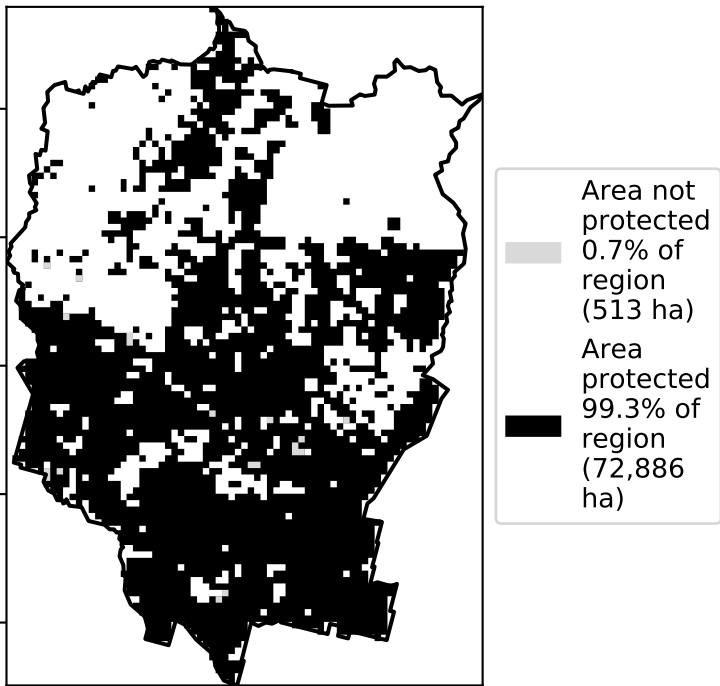 Area not
protected
0.7% of
region
(513 ha)
Area
protected
99.3% of
region
(72,886
ha)